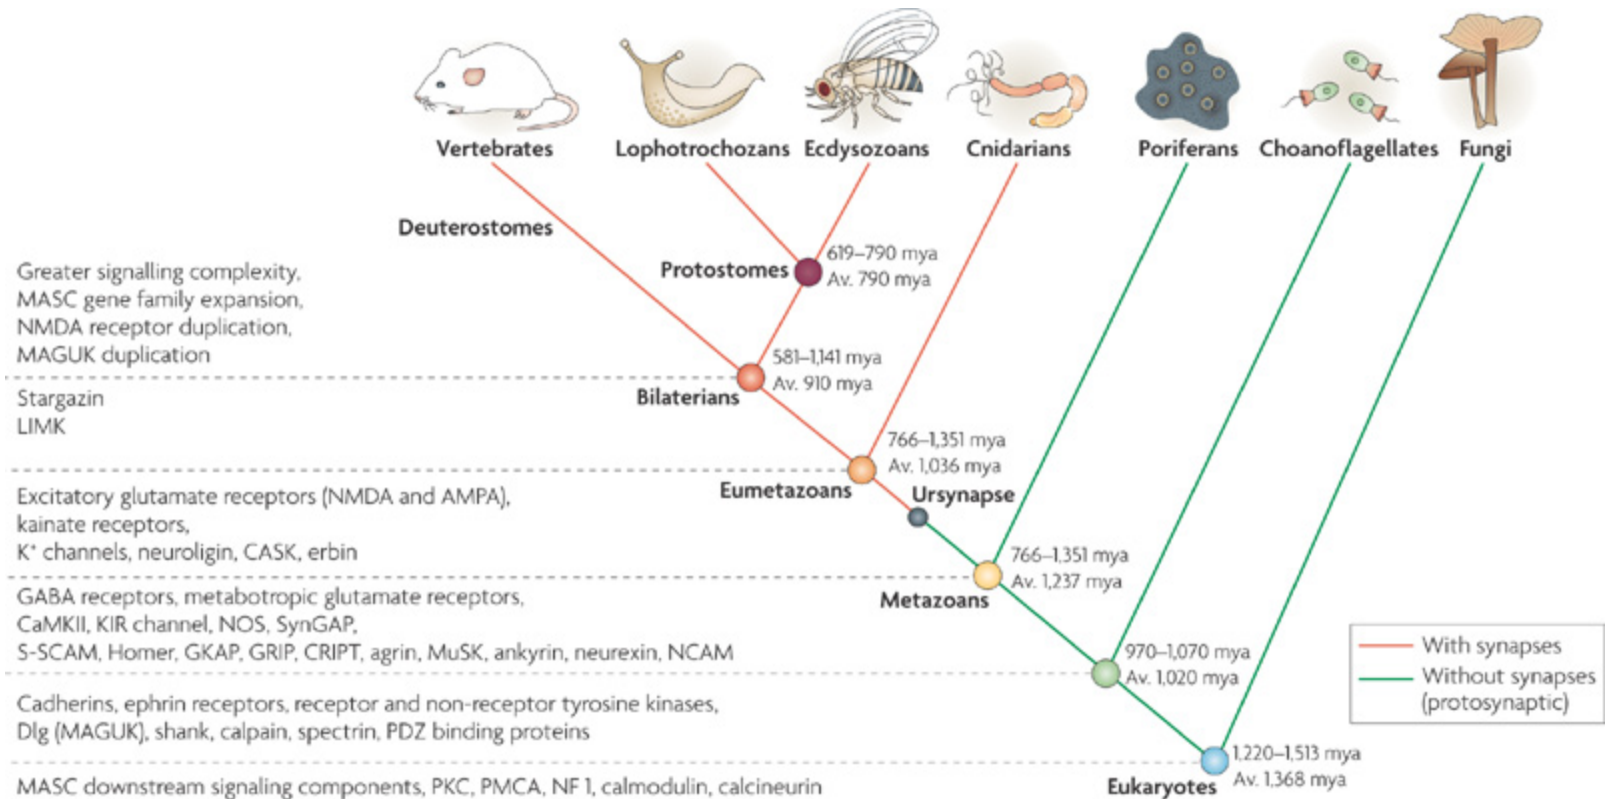 Vertebrates
Lophotrochozans
Ecdysozoans
Cnidarians
Poriferans
Choanoflagellates
Fungi
Deuterostomes
Protostomes
619–790 mya
Av. 790 mya
Greater signalling complexity,
MASC gene family expansion,
NMDA receptor duplication,
MAGUK duplication
581–1,141 mya
Av. 910 mya
Bilaterians
Stargazin
LIMK
766–1,351 mya
Av. 1,036 mya
Eumetazoans
Ursynapse
Excitatory glutamate receptors (NMDA and AMPA),
kainate receptors,
K⁺ channels, neuroligin, CASK, erbin
766–1,351 mya
Av. 1,237 mya
Metazoans
GABA receptors, metabotropic glutamate receptors,
CaMKII, KIR channel, NOS, SynGAP,
S-SCAM, Homer, GKAP, GRIP, CRIPT, agrin, MuSK, ankyrin, neurexin, NCAM
970–1,070 mya
Av. 1,020 mya
With synapses
Without synapses
(protosynaptic)
Cadherins, ephrin receptors, receptor and non-receptor tyrosine kinases,
Dlg (MAGUK), shank, calpain, spectrin, PDZ binding proteins
1,220–1,513 mya
Av. 1,368 mya
Eukaryotes
MASC downstream signaling components, PKC, PMCA, NF 1, calmodulin, calcineurin